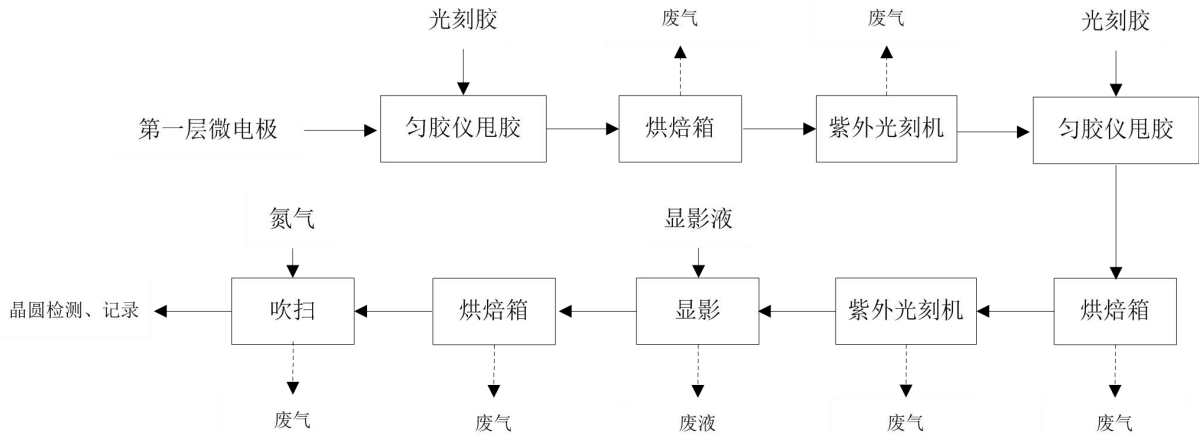 光刻胶
废气
废气
光刻胶
第一层微电极
匀胶仪甩胶
烘焙箱
紫外光刻机
匀胶仪甩胶
氮气
显影液
晶圆检测、记录
吹扫
烘焙箱
显影
紫外光刻机
烘焙箱
废气
废气
废液
废气
废气